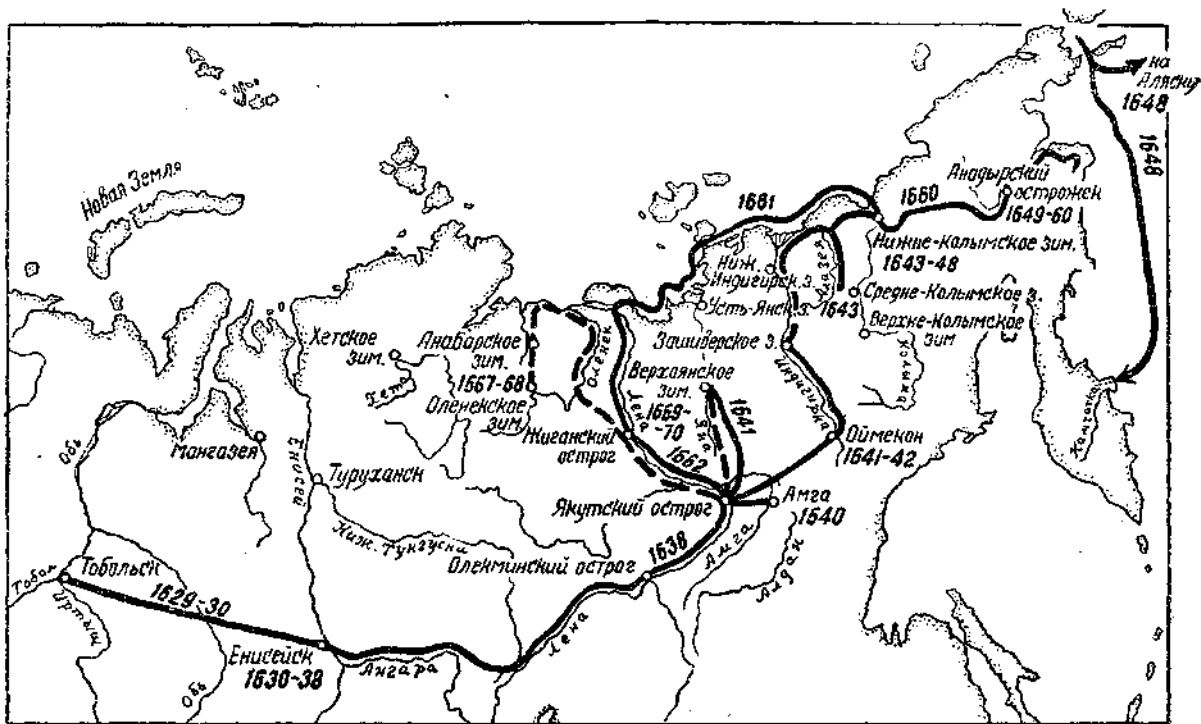 на
Аляску
1648
1648
Новая Земля
Анадырский
острожек
1649-60
1660
1681
Нижне-Колымское зим.
1643-48
Ниж.
Индигирск. з.
Алазея
Средне-Колымское з.
1643
Усть-Янск. з.
Верхне-Колымское
зим
Колыма
Хетское
зим.
Хета
Анабарское
зим.
1667-68
Оленек
Оленекское
зим.
Зашиверское з.
Индигирка
Верхоянское
зим.
1669-
-70
Яна
1641
Лена
Жиганский
острог
1662
Оймекон
1641-42
Обь
Мангазея
Енисей
Туруханск
Якутский острог
Амга
1640
Ниж. Тунгуска
1638
Амга
Алдан
Олекминский острог
Тобол
Тобольск
Иртыш
1629-30
Енисейск
1630-38
Ангара
Лена
Обь